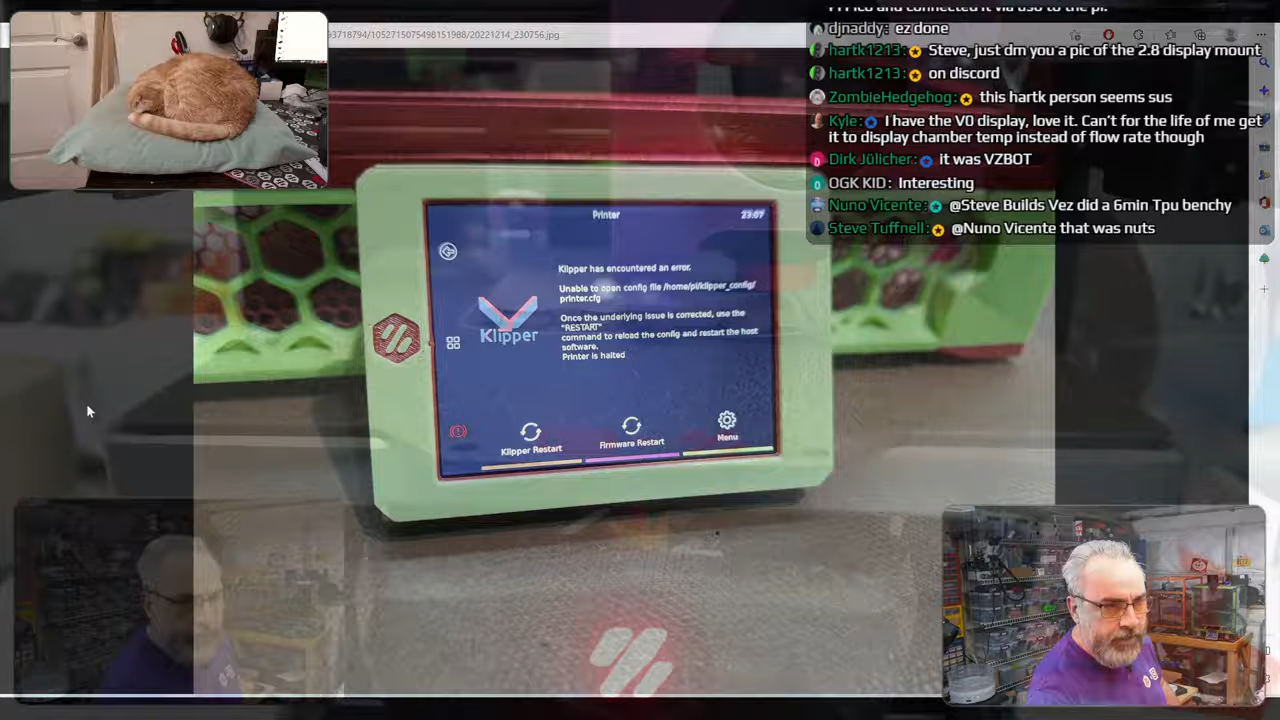 93718794/1052715075498151988/20221214_230756.jpg
djnaddy: ez done
hartk1213: Steve, just dm you a pic of the 2.8 display mount
hartk1213: on discord
ZombieHedgehog: this hartk person seems sus
Kyle: I have the V0 display, love it. Can't for the life of me get
it to display chamber temp instead of flow rate though
Dirk Jülicher: it was VZBOT
OGK KID: Interesting
Nuno Vicente: @Steve Builds Vez did a 6min Tpu benchy
Steve Tuffnell: @Nuno Vicente that was nuts
Printer
23:07
Klipper has encountered an error.
Unable to open config file /home/pi/klipper_config/
printer.cfg
Once the underlying issue is corrected, use the
"RESTART"
command to reload the config and restart the host
software.
Printer is halted
Klipper
Klipper Restart
Firmware Restart
Menu